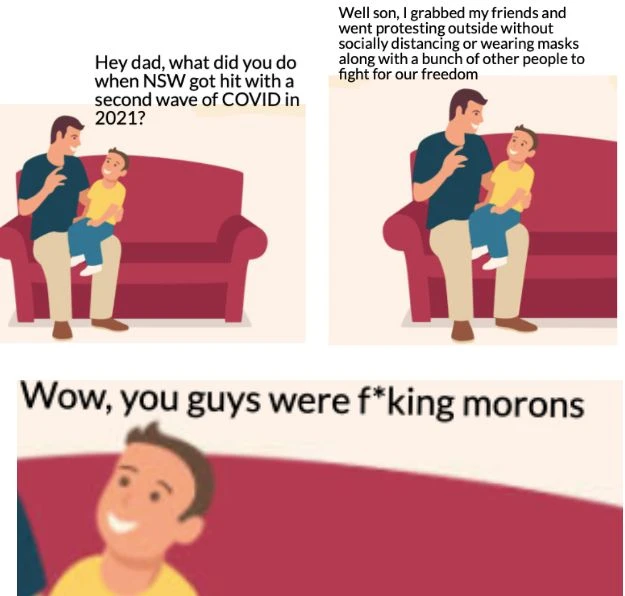 Hey dad, what did you do
when NSW got hit with a
second wave of COVID in
2021?
Well son, I grabbed my friends and
went protesting outside without
socially distancing or wearing masks
along with a bunch of other people to
fight for our freedom
Wow, you guys were f*king morons